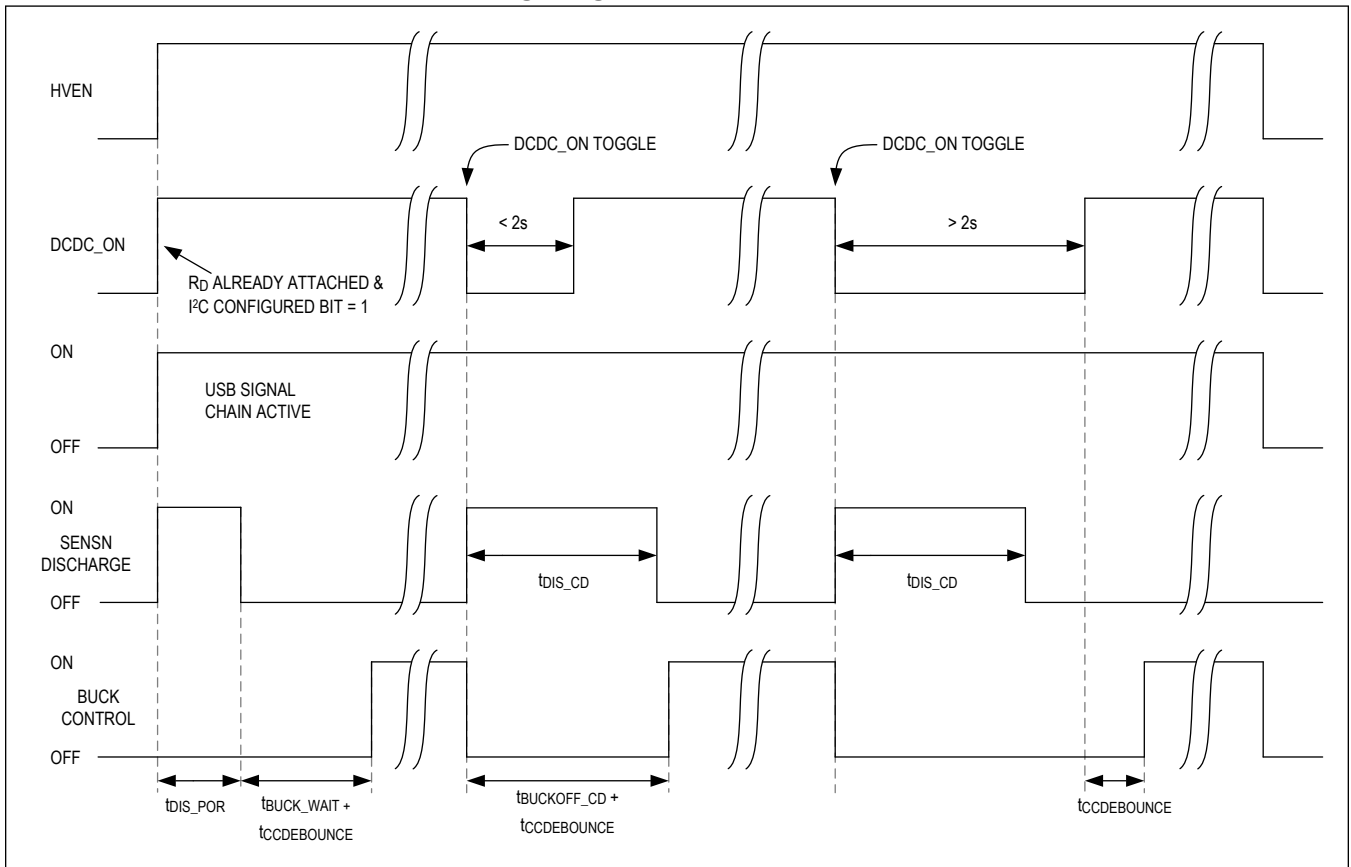 HVEN
DCDC_ON TOGGLE
DCDC_ON TOGGLE
DCDC_ON
< 2s
> 2s
RD ALREADY ATTACHED &
I²C CONFIGURED BIT = 1
ON
USB SIGNAL
CHAIN ACTIVE
OFF
ON
SENSN
DISCHARGE
OFF
tDIS_CD
tDIS_CD
ON
BUCK
CONTROL
OFF
tDIS_POR
tBUCK_WAIT +
tCCDEBOUNCE
tBUCKOFF_CD +
tCCDEBOUNCE
tCCDEBOUNCE